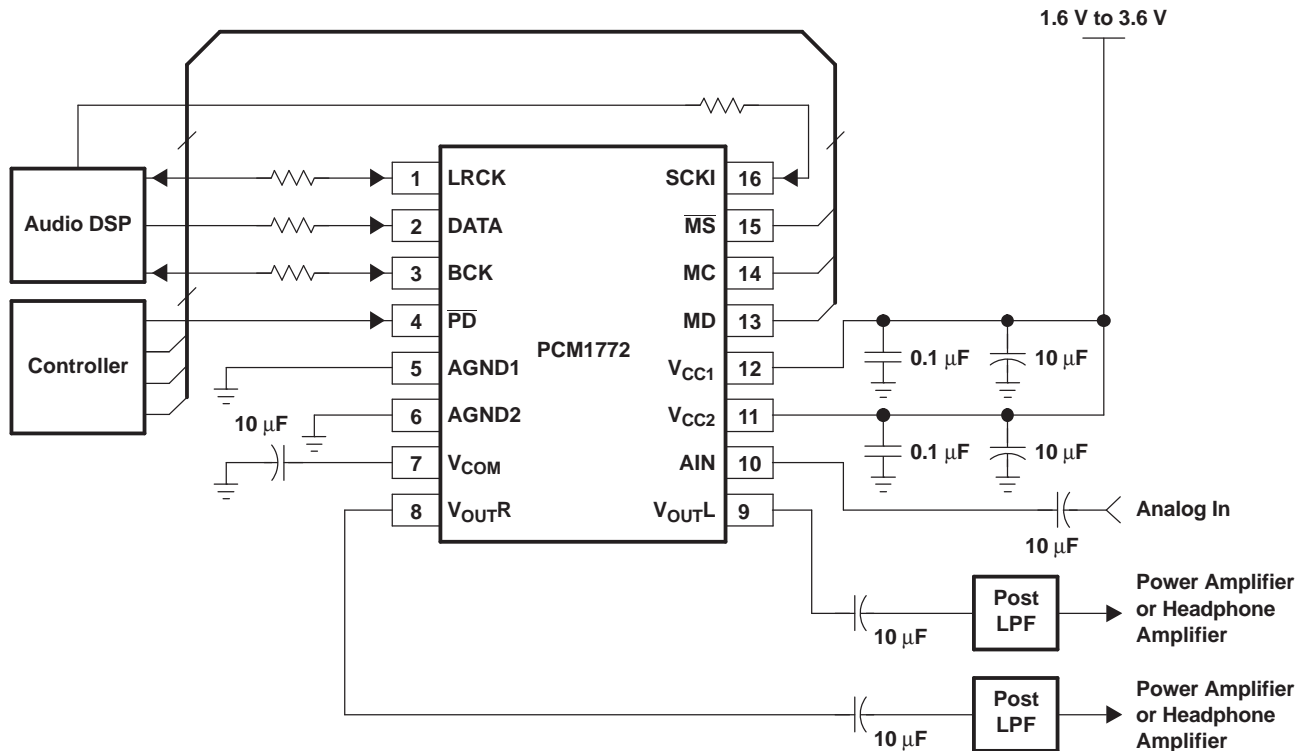 1.6 V to 3.6 V
Audio DSP
Controller
1 LRCK
2 DATA
3 BCK
4 PD
5 AGND1
6 AGND2
7 VCOM
8 VOUTR
PCM1772
SCKI 16
MS 15
MC 14
MD 13
VCC1 12
VCC2 11
AIN 10
VOUTL 9
10 μF
0.1 μF
10 μF
0.1 μF
10 μF
Analog In
10 μF
10 μF
Post
LPF
Power Amplifier
or Headphone
Amplifier
10 μF
Post
LPF
Power Amplifier
or Headphone
Amplifier